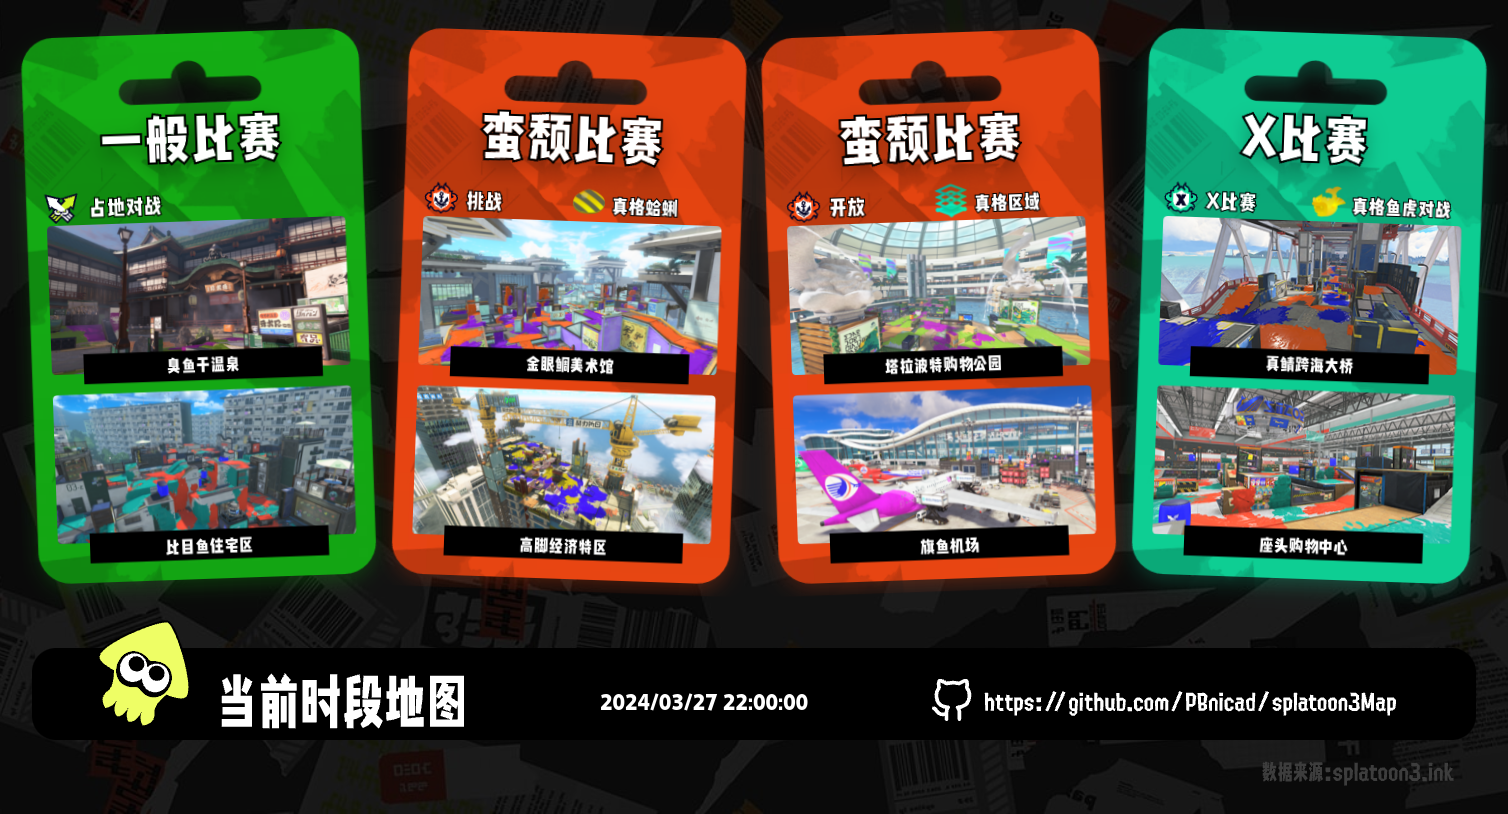 一般比赛
占地对战
臭鱼干温泉
比目鱼住宅区
蛮颓比赛
挑战
真格蛤蜊
金眼鲷美术馆
高脚经济特区
蛮颓比赛
开放
真格区域
塔拉波特购物公园
旗鱼机场
X比赛
X比赛
真格鱼虎对战
真鲭跨海大桥
座头购物中心
当前时段地图
2024/03/27 22:00:00
https://github.com/PBnicad/splatoon3Map
数据来源:splatoon3.ink